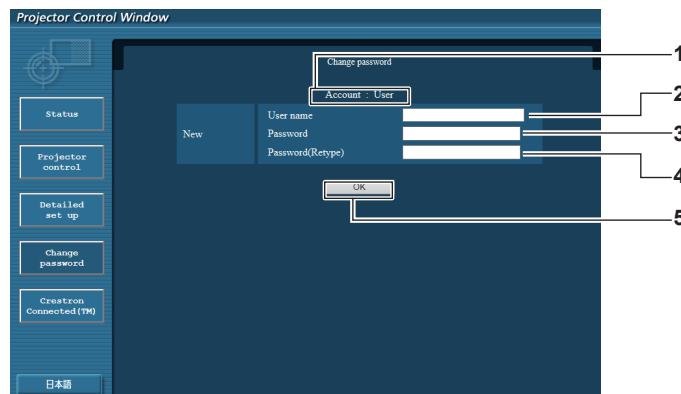 Projector Control Window
Change password
Account : User
New
User name
Password
Password(Retype)
OK
Status
Projector
control
Detailed
set up
Change
password
Crestron
Connected(TM)
日本語
1
2
3
4
5